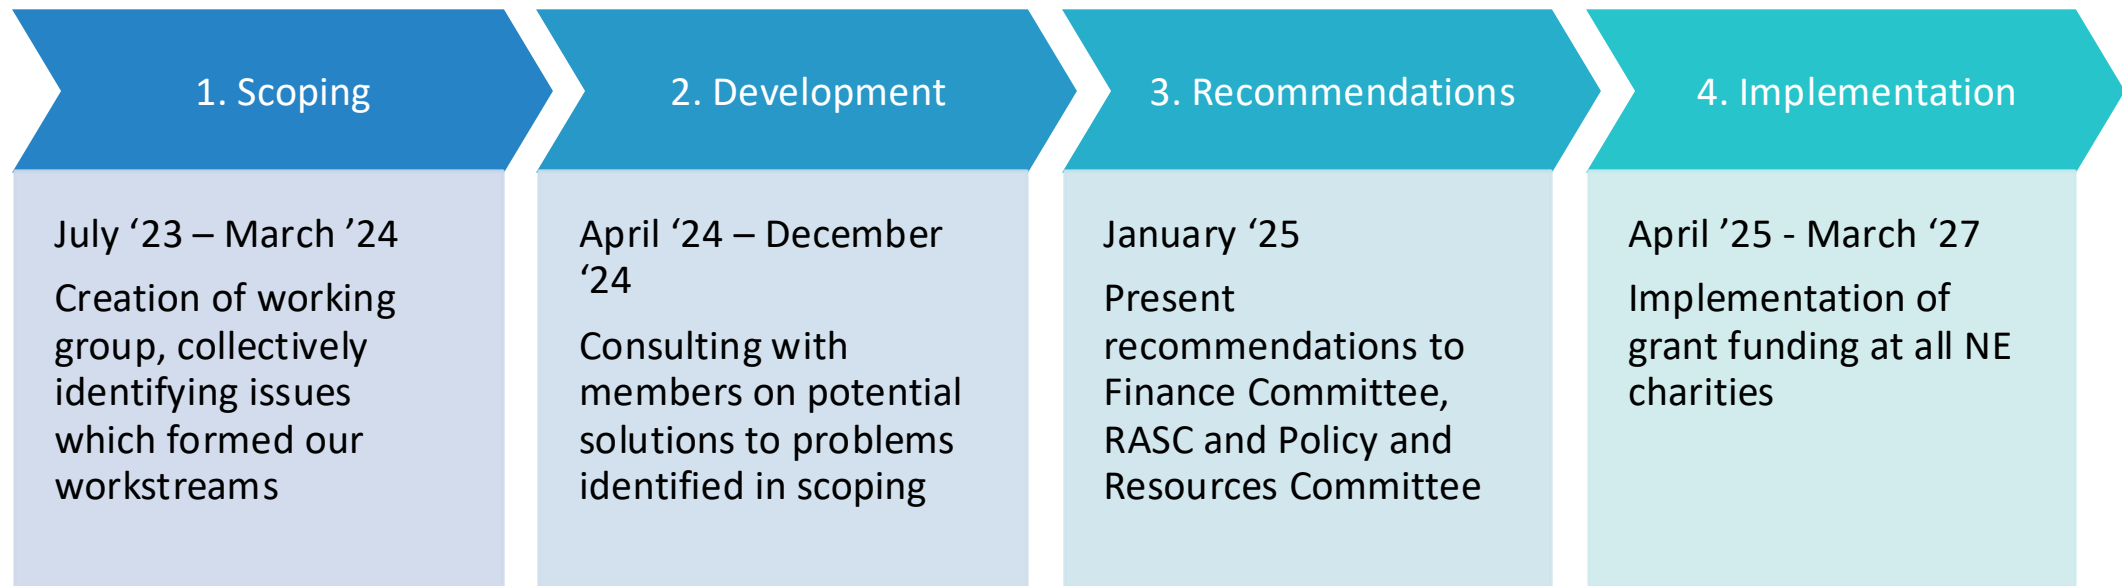 1. Scoping
July ‘23 – March ’24
Creation of working
group, collectively
identifying issues
which formed our
workstreams
2. Development
April ‘24 – December
‘24
Consulting with
members on potential
solutions to problems
identified in scoping
3. Recommendations
January ‘25
Present
recommendations to
Finance Committee,
RASC and Policy and
Resources Committee
4. Implementation
April ’25 - March ‘27
Implementation of
grant funding at all NE
charities